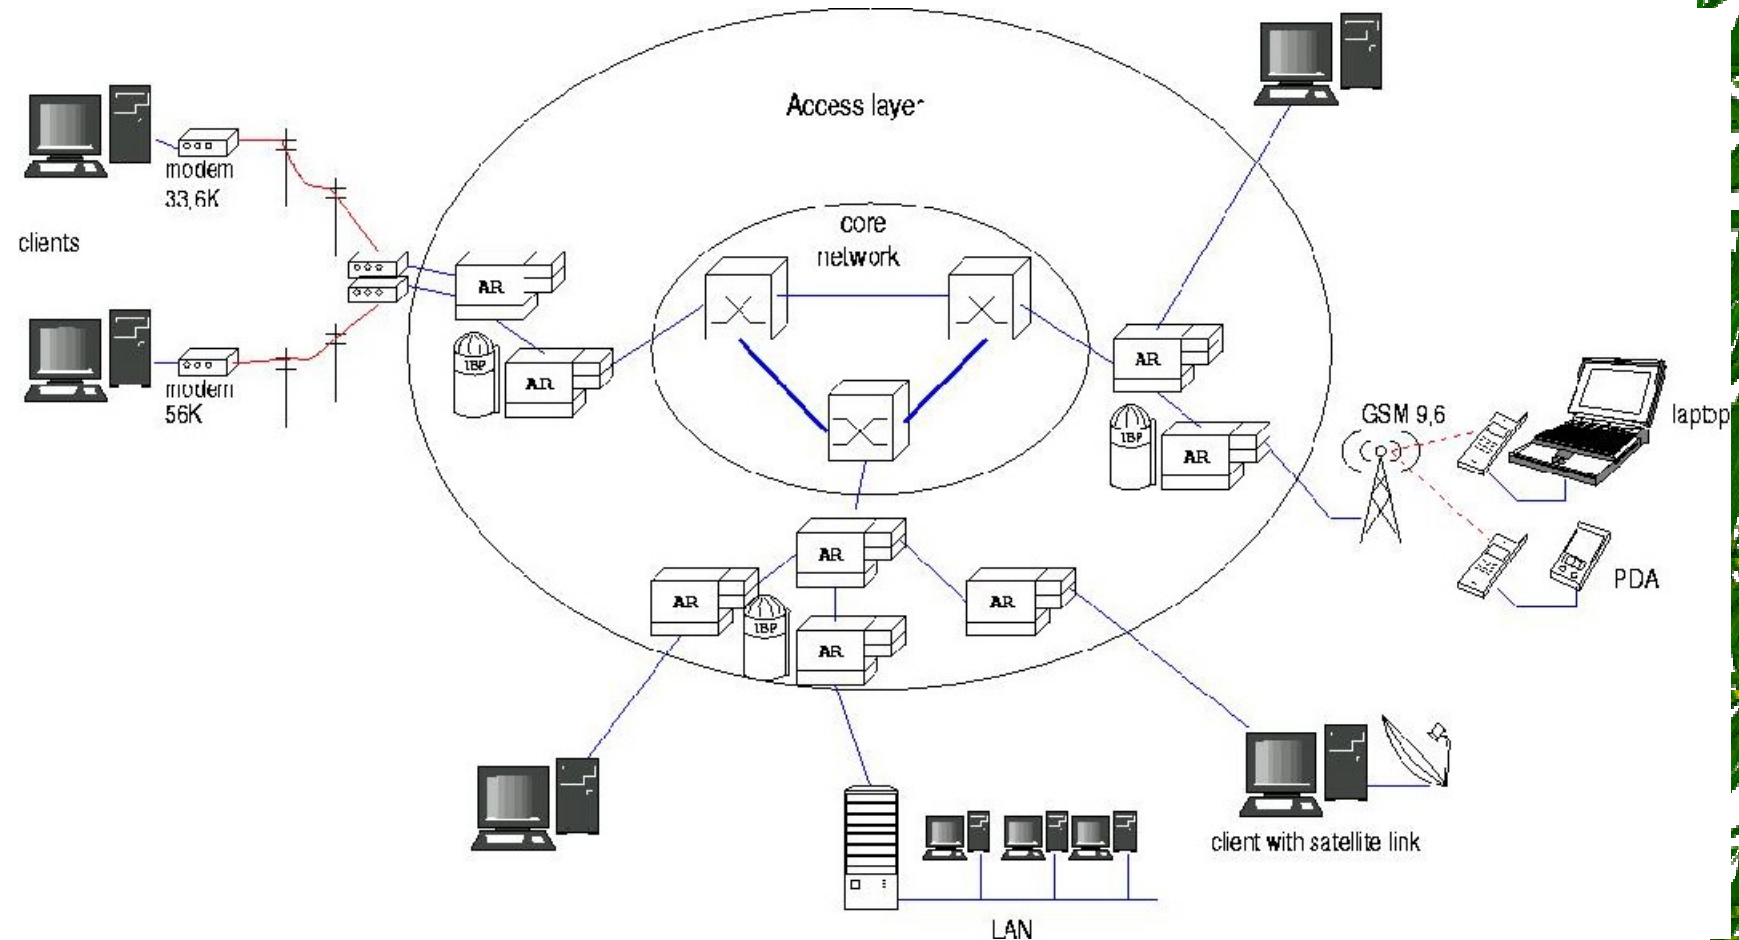 Access layer
core
network
modem
33,6K
clients
modem
56K
AR
IBP
AR
AR
IBP
AR
GSM 9,6
laptop
PDA
AR
AR
AR
IBP
AR
client with satellite link
LAN